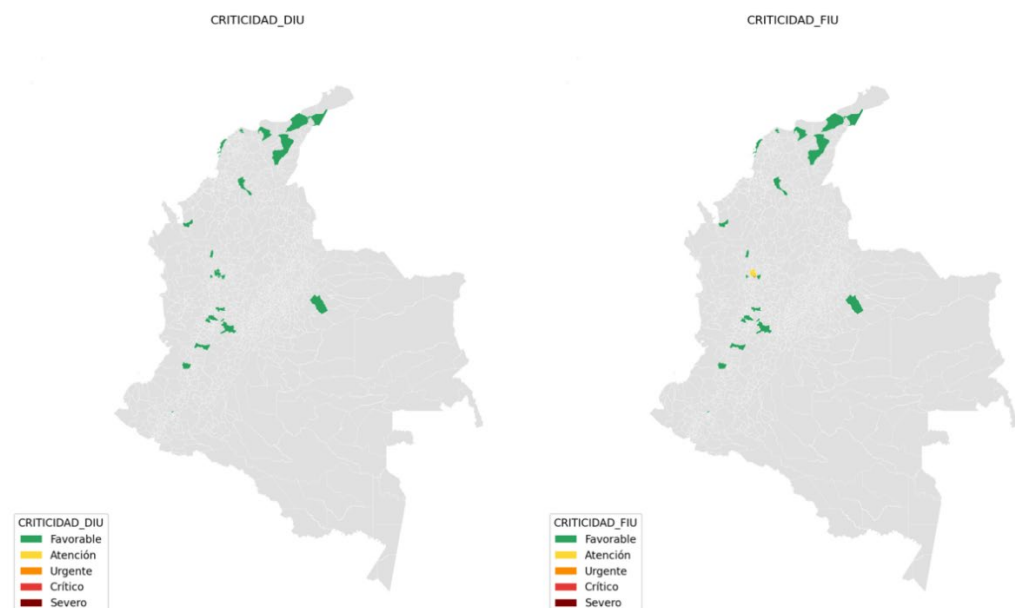 CRITICIDAD_DIU
CRITICIDAD_FIU
CRITICIDAD_DIU
Favorable
Atención
Urgente
Crítico
Severo
CRITICIDAD_FIU
Favorable
Atención
Urgente
Crítico
Severo